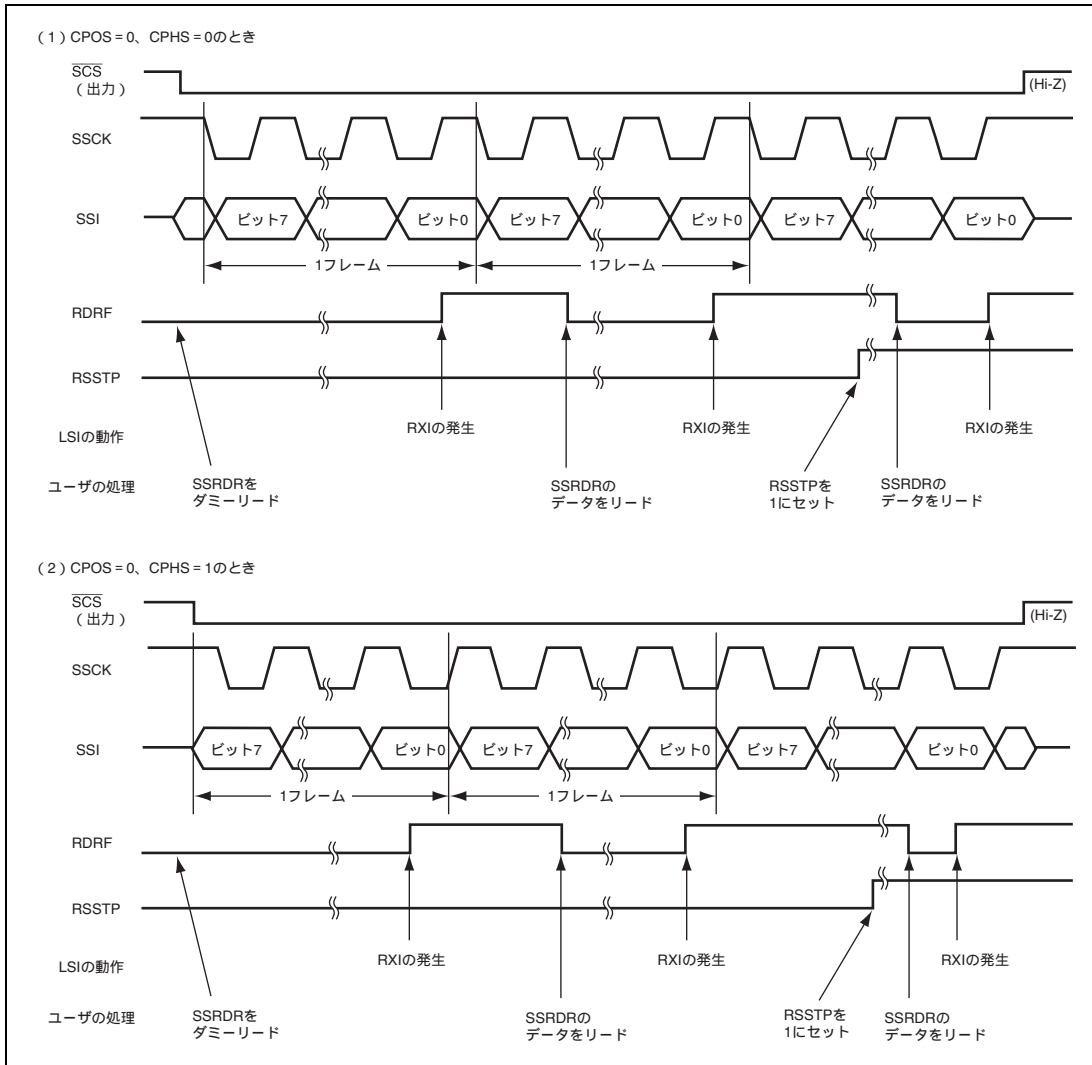 （1）CPOS = 0、CPHS = 0のとき
SCS
（出力）
(Hi-Z)
SSCK
SSI
ビット7
ビット0
ビット7
ビット0
ビット7
ビット0
1フレーム
1フレーム
RDRF
RSSTP
LSIの動作
RXIの発生
RXIの発生
RXIの発生
ユーザの処理
SSRDRを
ダミーリード
SSRDRの
データをリード
RSSTPを
1にセット
SSRDRの
データをリード
（2）CPOS = 0、CPHS = 1のとき
SCS
（出力）
(Hi-Z)
SSCK
SSI
ビット7
ビット0
ビット7
ビット0
ビット7
ビット0
1フレーム
1フレーム
RDRF
RSSTP
LSIの動作
RXIの発生
RXIの発生
RXIの発生
ユーザの処理
SSRDRを
ダミーリード
SSRDRの
データをリード
RSSTPを
1にセット
SSRDRの
データをリード